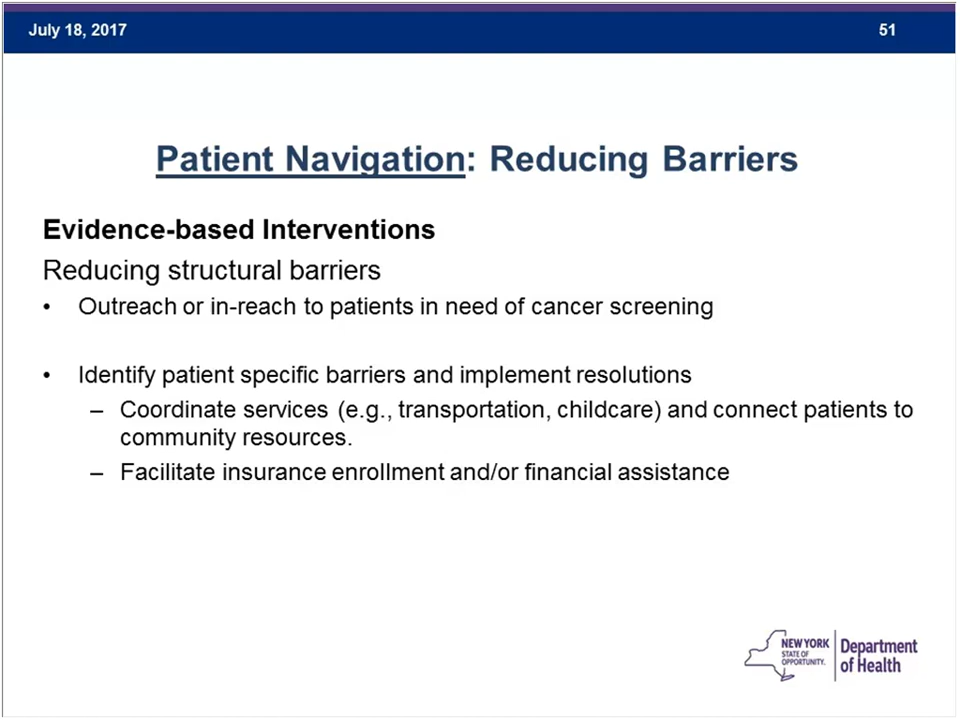 July 18, 2017 51
Patient Navigation: Reducing Barriers
Evidence-based Interventions
Reducing structural barriers
• Outreach or in-reach to patients in need of cancer screening
• Identify patient specific barriers and implement resolutions
– Coordinate services (e.g., transportation, childcare) and connect patients to
community resources.
– Facilitate insurance enrollment and/or financial assistance
NEW YORK
STATE OF
OPPORTUNITY.
Department
of Health